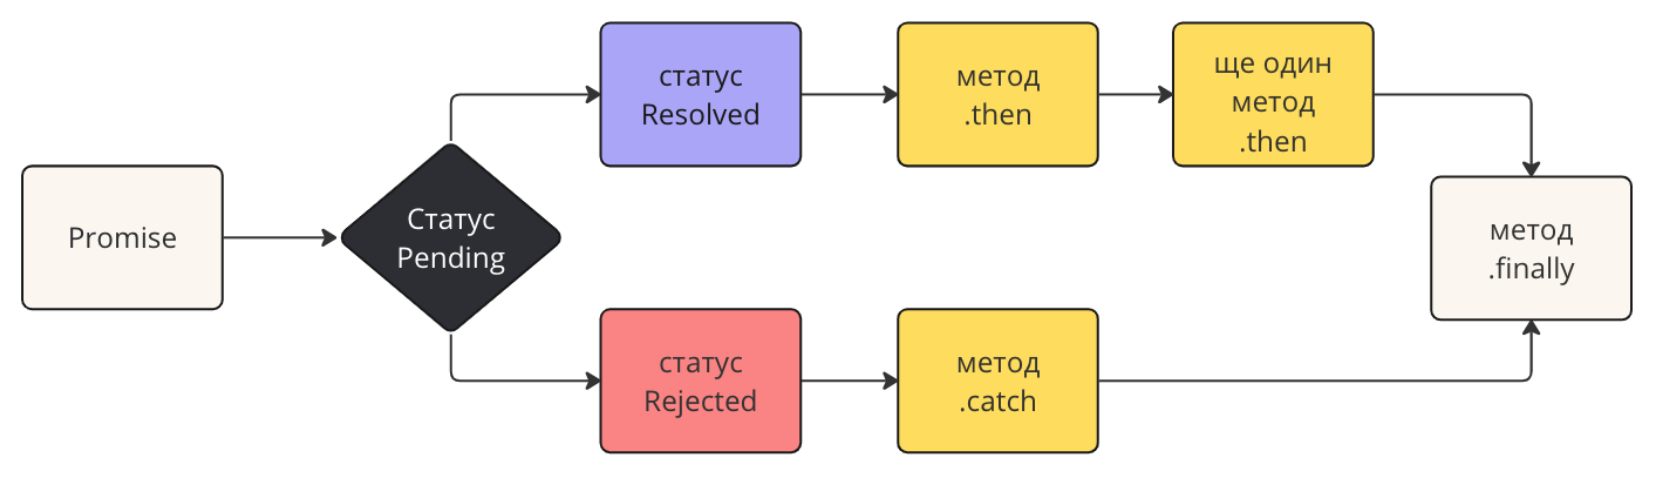 Promise
Статус
Pending
статус
Resolved
метод
.then
ще один
метод
.then
статус
Rejected
метод
.catch
метод
.finally